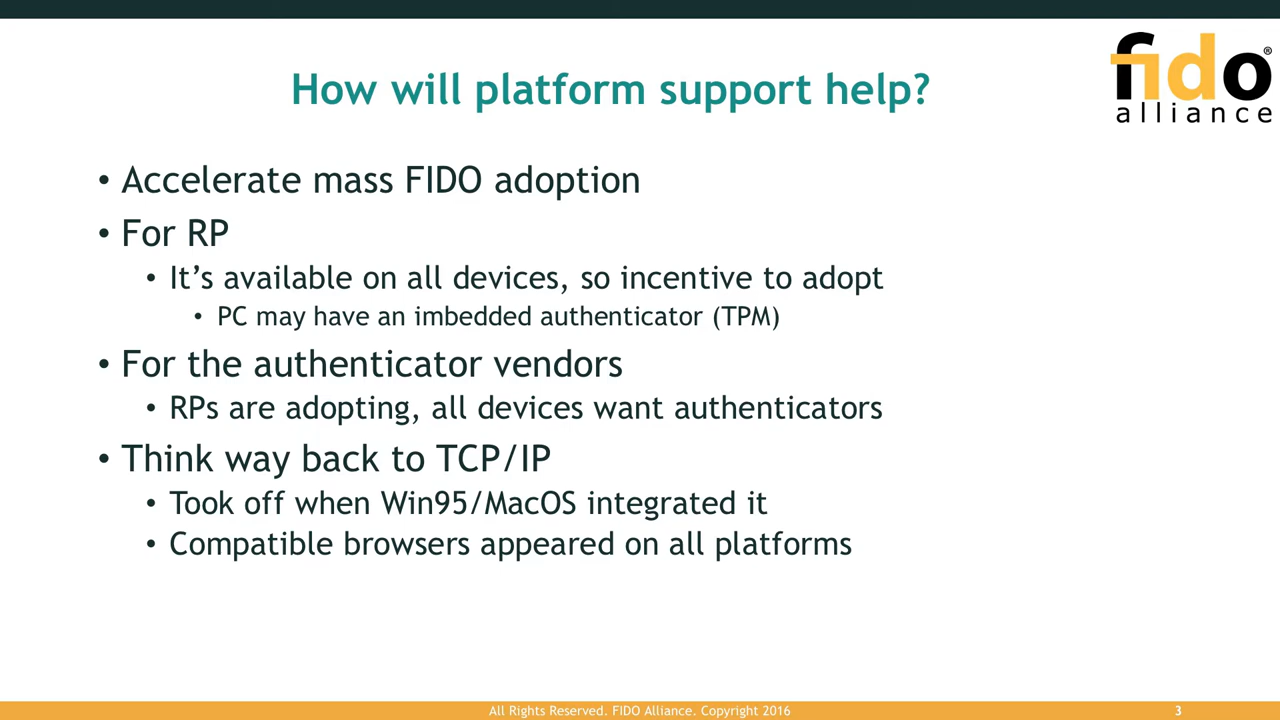 How will platform support help?
fido®
alliance
• Accelerate mass FIDO adoption
• For RP
• It’s available on all devices, so incentive to adopt
• PC may have an imbedded authenticator (TPM)
• For the authenticator vendors
• RPs are adopting, all devices want authenticators
• Think way back to TCP/IP
• Took off when Win95/MacOS integrated it
• Compatible browsers appeared on all platforms
All Rights Reserved. FIDO Alliance. Copyright 2016
3